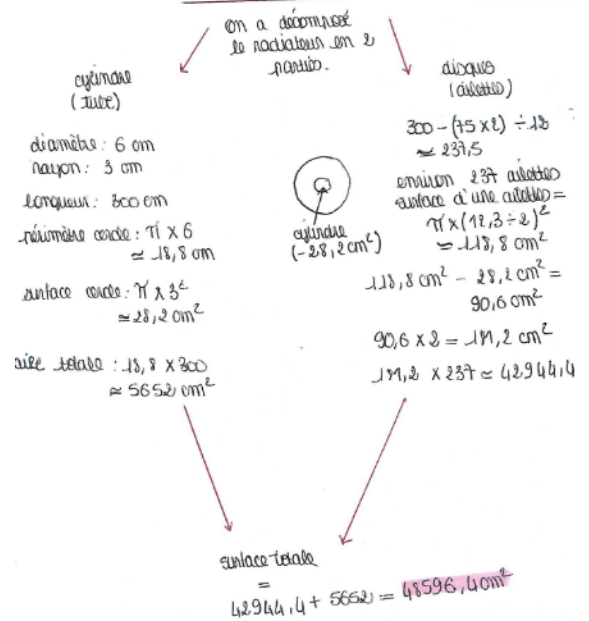 on a décomposé
le radiateur en 2
parties.
cylindre
(tube)
diamètre : 6 cm
rayon : 3 cm
longueur : 300 cm
périmètre cercle : π x 6
≃ 18,8 cm
surface cercle : π x 3²
≃ 28,2 cm²
aire totale : 18,8 x 300
≃ 5652 cm²
cylindre
(-28,2 cm²)
disques
(ailettes)
300 - (75 x 2) ÷ 12
≃ 237,5
environ 237 ailettes
surface d'une ailettes =
π x (12,3 ÷ 2)²
≃ 118,8 cm²
118,8 cm² - 28,2 cm² =
90,6 cm²
90,6 x 2 = 181,2 cm²
181,2 x 237 ≃ 42944,4
surface totale
=
42944,4 + 5652 = 48596,4 cm²